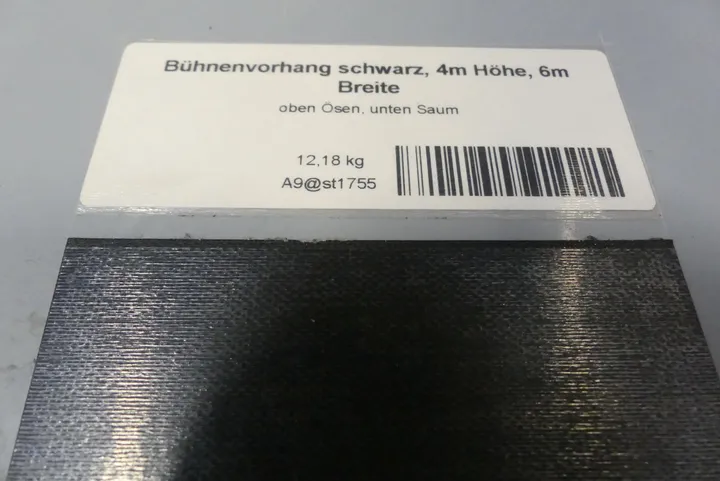 Bühnenvorhang schwarz, 4m Höhe, 6m
Breite
oben Ösen, unten Saum
12,18 kg
A9@st1755